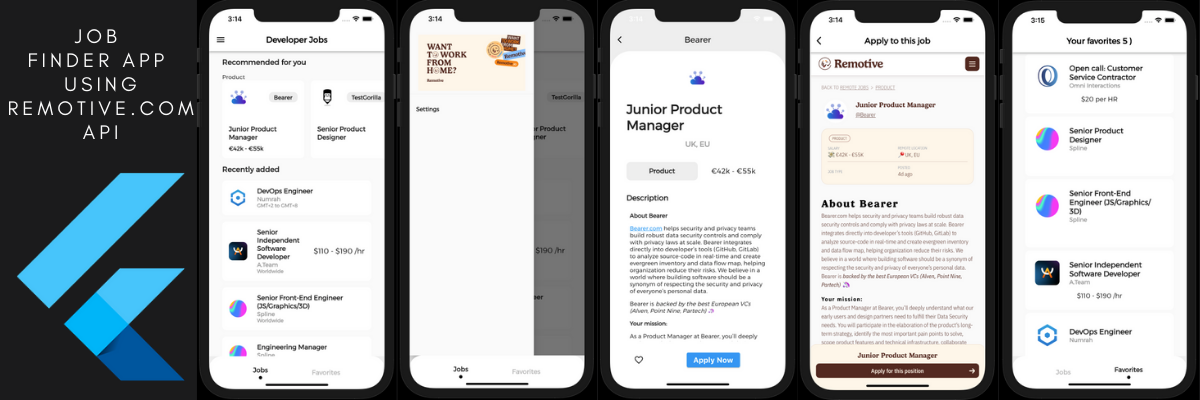 JOB
FINDER APP
USING
REMOTIVE.COM
API
3:14
Developer Jobs
Recommended for you
Product
Bearer
Junior Product
Manager
€42k - €55k
TestGorilla
Senior Product
Designer
Recently added
DevOps Engineer
Numrah
GMT+2 to GMT+8
Senior
Independent
Software
Developer
A.Team
Worldwide
$110 - $190 /hr
Senior Front-End Engineer
(JS/Graphics/3D)
Spline
Worldwide
Engineering Manager
Spline
Jobs
Favorites
3:14
WANT
TO WORK
FROM
HOME?
Remotive
Settings
TestGorilla
r Product
ner
$190 /hr
eer
Jobs
Favorites
3:14
Bearer
Junior Product
Manager
UK, EU
Product
€42k - €55k
Description
About Bearer
Bearer.com helps security and privacy teams
build robust data security controls and comply
with privacy laws at scale. Bearer integrates
directly into developer's tools (GitHub, GitLab)
to analyze source-code in real-time and create
evergreen inventory and data flow map, helping
organization reduce their risks. We believe in a
world where building software should be a
synonym of respecting the security and privacy
of everyone's personal data.
Bearer is backed by the best European VCs
(Alven, Point Nine, Partech)
Your mission:
As a Product Manager at Bearer, you'll deeply
Apply Now
3:14
Apply to this job
Remotive
BACK TO REMOTE JOBS > PRODUCT
Junior Product Manager
@Bearer
PRODUCT
SALARY
€42K - €55K
REMOTE LOCATION
UK, EU
JOB TYPE
POSTED
4d ago
About Bearer
Bearer.com helps security and privacy teams build robust data
security controls and comply with privacy laws at scale. Bearer
integrates directly into developer's tools (GitHub, GitLab) to
analyze source-code in real-time and create evergreen inventory
and data flow map, helping organization reduce their risks. We
believe in a world where building software should be a synonym of
respecting the security and privacy of everyone's personal data.
Bearer is backed by the best European VCs (Alven, Point Nine,
Partech)
Your mission:
As a Product Manager at Bearer, you'll deeply understand what our
early users and design partners need to fulfill their Data Security
needs. You will participate in the elaboration of the product's long-
term strategy, identify the most important pain points to solve,
scope product features and technical infrastructure, collaborate
Junior Product Manager
Apply for this position
3:15
Your favorites 5 )
Open call: Customer
Service Contractor
Omni Interactions
$20 per HR
Senior Product
Designer
Spline
Senior Front-End
Engineer (JS/Graphics/
3D)
Spline
Senior Independent
Software Developer
A.Team
$110 - $190 /hr
DevOps Engineer
Numrah
Jobs
Favorites